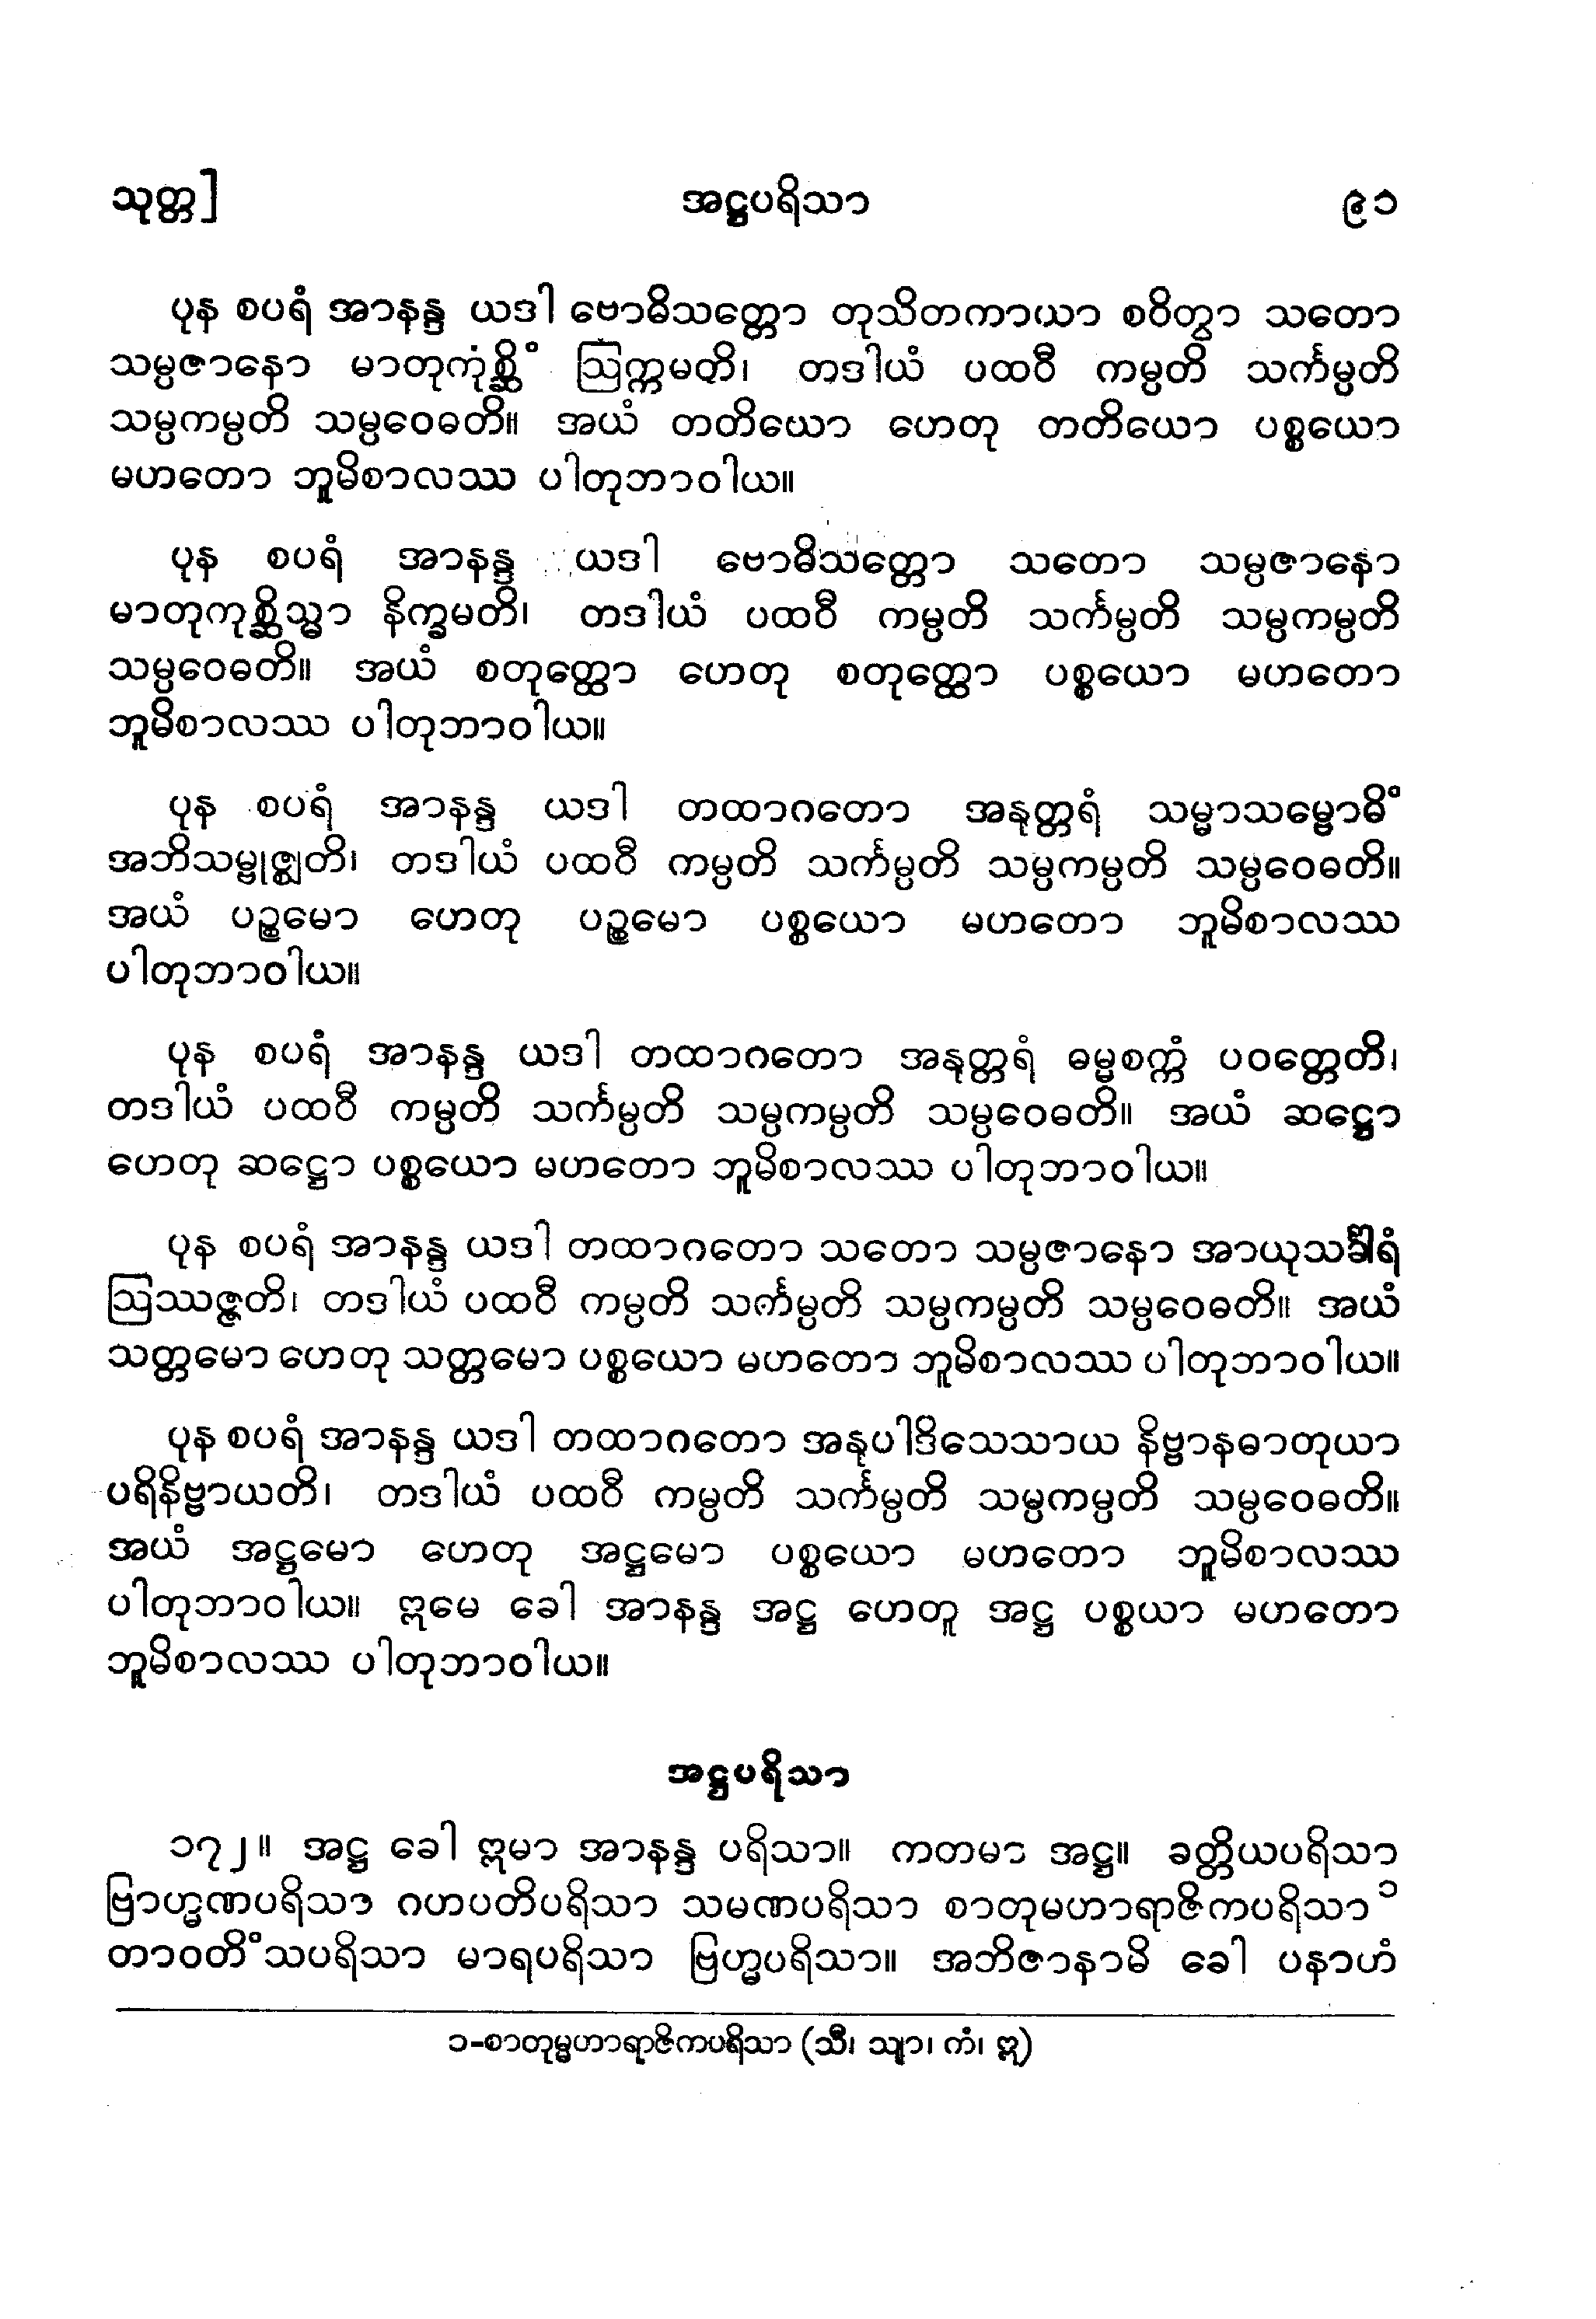 သုတ္တ]
အဋ္ဌပရိသာ
၉၁
ပုန စပရံ အာနန္ဒ ယဒါ ဗောဓိသတ္တော တုသိတကာယာ စဝိတွာ သတော
သမ္ပဇာနော မာတုကုံစ္ဆိံ ဩက္ကမတိ၊ တဒါယံ ပထဝီ ကမ္ပတိ သင်္ကမ္ပတိ
သမ္ပကမ္ပတိ သမ္ပဝေဓတိ။ အယံ တတိယော ဟေတု တတိယော ပစ္စယော
မဟတော ဘူမိစာလဿ ပါတုဘာဝါယ။
ပုန စပရံ အာနန္ဒ ယဒါ ဗောဓိသတ္တော သတော သမ္ပဇာနော
မာတုကုစ္ဆိသ္မာ နိက္ခမတိ၊ တဒါယံ ပထဝီ ကမ္ပတိ သင်္ကမ္ပတိ သမ္ပကမ္ပတိ
သမ္ပဝေဓတိ။ အယံ စတုတ္ထော ဟေတု စတုတ္ထော ပစ္စယော မဟတော
ဘူမိစာလဿ ပါတုဘာဝါယ။
ပုန စပရံ အာနန္ဒ ယဒါ တထာဂတော အနုတ္တရံ သမ္မာသမ္ဗောဓိံ
အဘိသမ္ဗုဇ္ဈတိ၊ တဒါယံ ပထဝီ ကမ္ပတိ သင်္ကမ္ပတိ သမ္ပကမ္ပတိ သမ္ပဝေဓတိ။
အယံ ပဉ္စမော ဟေတု ပဉ္စမော ပစ္စယော မဟတော ဘူမိစာလဿ
ပါတုဘာဝါယ။
ပုန စပရံ အာနန္ဒ ယဒါ တထာဂတော အနုတ္တရံ ဓမ္မစက္ကံ ပဝတ္တေတိ၊
တဒါယံ ပထဝီ ကမ္ပတိ သင်္ကမ္ပတိ သမ္ပကမ္ပတိ သမ္ပဝေဓတိ။ အယံ ဆဋ္ဌော
ဟေတု ဆဋ္ဌော ပစ္စယော မဟတော ဘူမိစာလဿ ပါတုဘာဝါယ။
ပုန စပရံ အာနန္ဒ ယဒါ တထာဂတော သတော သမ္ပဇာနော အာယုသင်္ခါရံ
ဩဿဇ္ဇတိ၊ တဒါယံ ပထဝီ ကမ္ပတိ သင်္ကမ္ပတိ သမ္ပကမ္ပတိ သမ္ပဝေဓတိ။ အယံ
သတ္တမော ဟေတု သတ္တမော ပစ္စယော မဟတော ဘူမိစာလဿ ပါတုဘာဝါယ။
ပုန စပရံ အာနန္ဒ ယဒါ တထာဂတော အနုပါဒိသေသာယ နိဗ္ဗာနဓာတုယာ
ပရိနိဗ္ဗာယတိ၊ တဒါယံ ပထဝီ ကမ္ပတိ သင်္ကမ္ပတိ သမ္ပကမ္ပတိ သမ္ပဝေဓတိ။
အယံ အဋ္ဌမော ဟေတု အဋ္ဌမော ပစ္စယော မဟတော ဘူမိစာလဿ
ပါတုဘာဝါယ။ ဣမေ ခေါ အာနန္ဒ အဋ္ဌ ဟေတူ အဋ္ဌ ပစ္စယာ မဟတော
ဘူမိစာလဿ ပါတုဘာဝါယ။
အဋ္ဌပရိသာ
၁၇၂။ အဋ္ဌ ခေါ ဣမာ အာနန္ဒ ပရိသာ။ ကတမာ အဋ္ဌ။ ခတ္တိယပရိသာ
ဗြာဟ္မဏပရိသာ ဂဟပတိပရိသာ သမဏပရိသာ စာတုမဟာရာဇိကပရိသာ ၁
တာဝတိံသပရိသာ မာရပရိသာ ဗြဟ္မပရိသာ။ အဘိဇာနာမိ ခေါ ပနာဟံ
၁-စာတုမ္မဟာရာဇိကပရိသာ (သီ၊ သျာ၊ ကံ၊ ဣ)